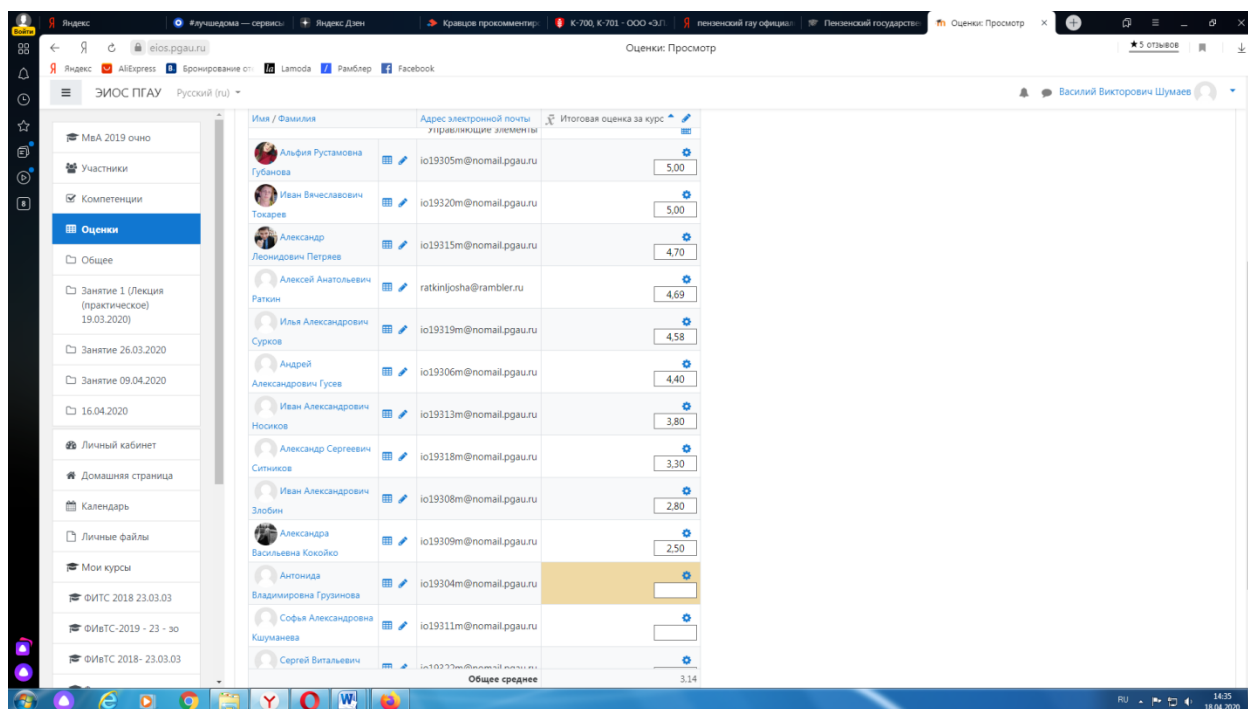 Яндекс
#лучшедома — сервисы
Яндекс Дзен
Кравцов прокомментир
К-700, К-701 - ООО «З.П.
пензенский гау официал
Пензенский государстве
Оценки: Просмотр
Войти
eios.pgau.ru
Оценки: Просмотр
★5 отзывов
Яндекс
AliExpress
Бронирование от
Lamoda
Рамблер
Facebook
ЭИОС ПГАУ
Русский (ru)
Василий Викторович Шумаев
МвА 2019 очно
Участники
Компетенции
Оценки
Общее
Занятие 1 (Лекция
(практическое)
19.03.2020)
Занятие 26.03.2020
Занятие 09.04.2020
16.04.2020
Личный кабинет
Домашняя страница
Календарь
Личные файлы
Мои курсы
ФИТС 2018 23.03.03
ФИвТС-2019 - 23 - зо
ФИвТС 2018- 23.03.03
Имя / Фамилия
Адрес электронной почты
Итоговая оценка за курс
Управляющие элементы
Альфия Рустамовна
Губанова
io19305m@nomail.pgau.ru
5,00
Иван Вячеславович
Токарев
io19320m@nomail.pgau.ru
5,00
Александр
Леонидович Петряев
io19315m@nomail.pgau.ru
4,70
Алексей Анатольевич
Раткин
ratkinljosha@rambler.ru
4,69
Илья Александрович
Сурков
io19319m@nomail.pgau.ru
4,58
Андрей
Александрович Гусев
io19306m@nomail.pgau.ru
4,40
Иван Александрович
Носиков
io19313m@nomail.pgau.ru
3,80
Александр Сергеевич
Ситников
io19318m@nomail.pgau.ru
3,30
Иван Александрович
Злобин
io19308m@nomail.pgau.ru
2,80
Александра
Васильевна Кокойко
io19309m@nomail.pgau.ru
2,50
Антонида
Владимировна Грузинова
io19304m@nomail.pgau.ru
Софья Александровна
Кшуманева
io19311m@nomail.pgau.ru
Сергей Витальевич
io19322m@nomail.pgau.ru
Общее среднее
3,14
RU
14:35
18.04.2020